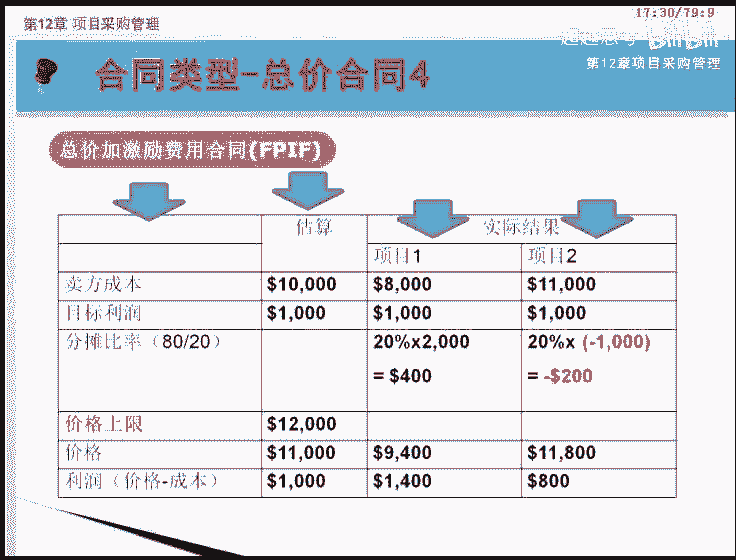 第12章 项目采购管理
17:30/79:9
第12章项目采购管理
合同类型-总价合同4
总价加激励费用合同(FPIF)
估算 实际结果
项目1 项目2
卖方成本 $10,000 $8,000 $11,000
目标利润 $1,000 $1,000 $1,000
分摊比率（80/20） 20%x2,000 20%x (-1,000)
= $400 = -$200
价格上限 $12,000
价格 $11,000 $9,400 $11,800
利润（价格-成本） $1,000 $1,400 $800